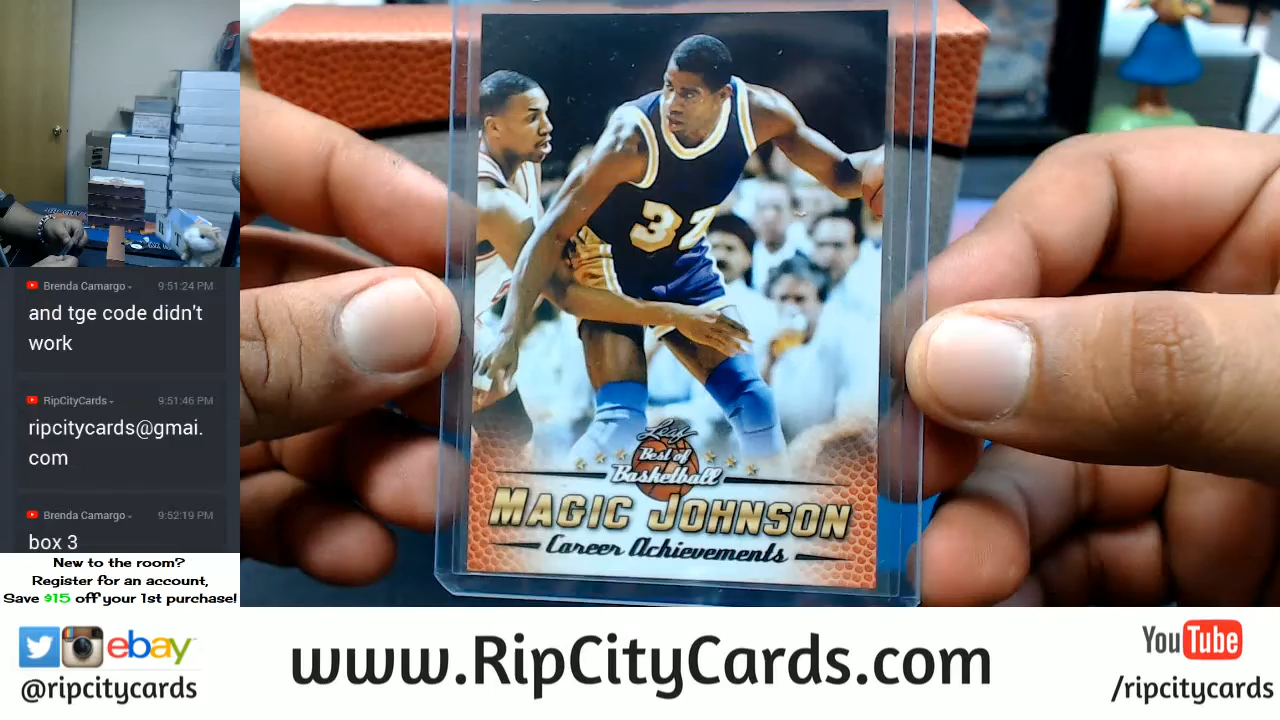 Brenda Camargo 9:51:24 PM
and tge code didn't
work
RipCityCards 9:51:46 PM
ripcitycards@gmai.
com
Brenda Camargo 9:52:19 PM
box 3
New to the room?
Register for an account,
Save $15 off your 1st purchase!
32
Leaf
Best of
Basketball
MAGIC JOHNSON
Career Achievements
ebay
@ripcitycards
www.RipCityCards.com
YouTube
/ripcitycards